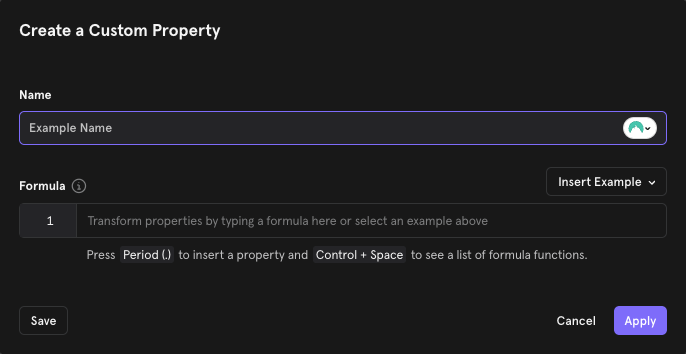 Create a Custom Property
Name
Example Name
Formula
Insert Example
1 Transform properties by typing a formula here or select an example above
Press Period (.) to insert a property and Control + Space to see a list of formula functions.
Save Cancel Apply